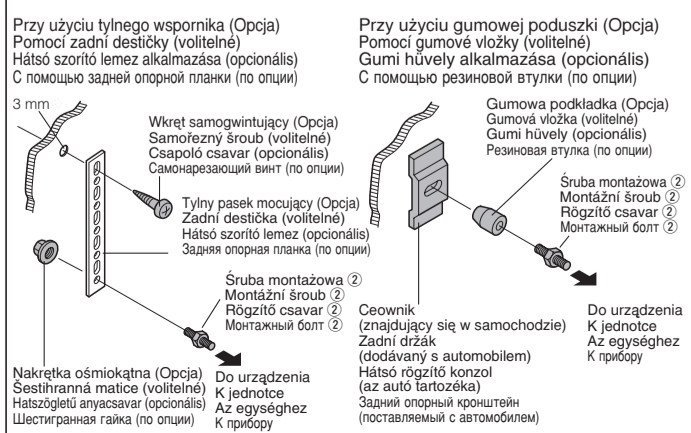 Przy użyciu tylnego wspornika (Opcja)
Pomocí zadní destičky (volitelné)
Hátsó szorító lemez alkalmazása (opcionális)
С помощью задней опорной планки (по опции)
3 mm
Wkręt samogwintujący (Opcja)
Samořezný šroub (volitelné)
Csapoló csavar (opcionális)
Самонарезающий винт (по опции)
Tylny pasek mocujący (Opcja)
Zadní destička (volitelné)
Hátsó szorító lemez (opcionális)
Задняя опорная планка (по опции)
Śruba montażowa ②
Montážní šroub ②
Rögzítő csavar ②
Монтажный болт ②
Nakrętka ośmiokątna (Opcja)
Šestihranná matice (volitelné)
Hatszögletű anyacsavar (opcionális)
Шестигранная гайка (по опции)
Do urządzenia
K jednotce
Az egységhez
К прибору
Przy użyciu gumowej poduszki (Opcja)
Pomocí gumové vložky (volitelné)
Gumi hüvely alkalmazása (opcionális)
С помощью резиновой втулки (по опции)
Gumowa podkładka (Opcja)
Gumová vložka (volitelné)
Gumi hüvely (opcionális)
Резиновая втулка (по опции)
Śruba montażowa ②
Montážní šroub ②
Rögzítő csavar ②
Монтажный болт ②
Ceownik
(znajdujący się w samochodzie)
Zadní držák
(dodávaný s automobilem)
Hátsó rögzítő konzol
(az autó tartozéka)
Задний опорный кронштейн
(поставляемый с автомобилем)
Do urządzenia
K jednotce
Az egységhez
К прибору